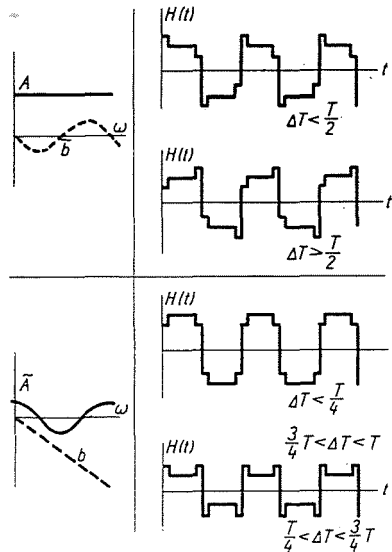 H(t)
t
A
ω
b̃
ΔT < T/2
H(t)
t
ΔT > T/2
H(t)
t
Ã
ω
b
ΔT < T/4
3/4 T < ΔT < T
H(t)
t
T/4 < ΔT < 3/4 T